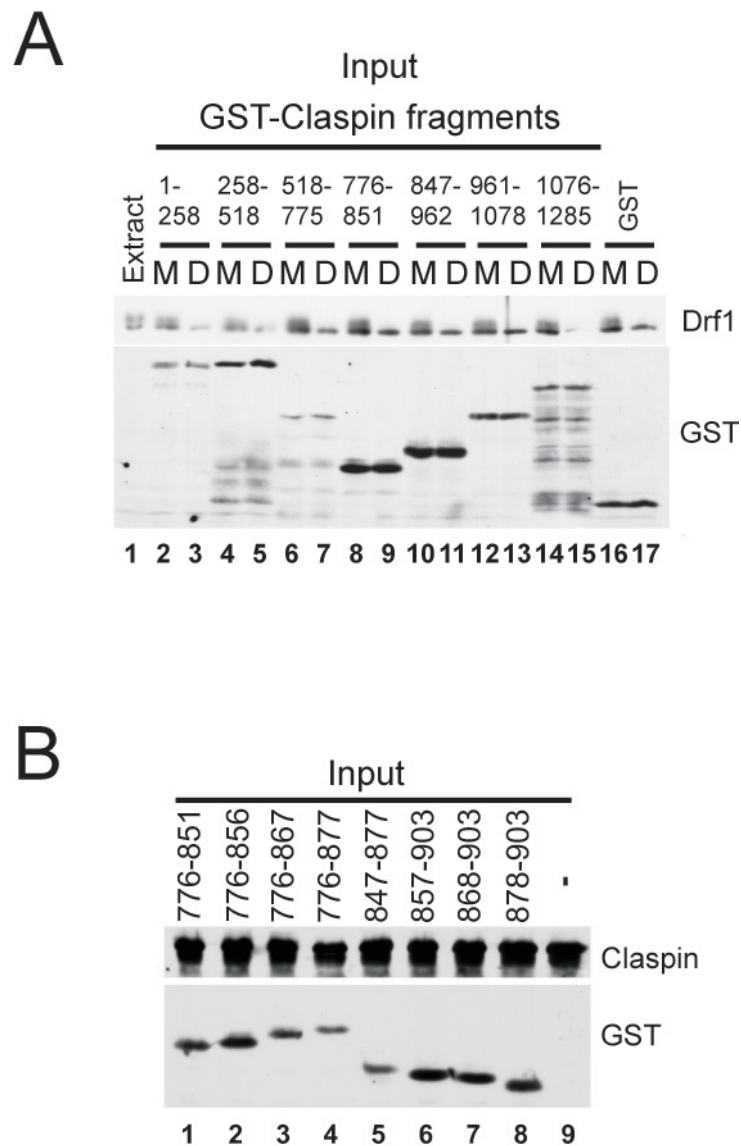 A
Input
GST-Claspin fragments
Extract
1-
258
258-
518
518-
775
776-
851
847-
962
961-
1078
1076-
1285
GST
M D M D M D M D M D M D M D M D
Drf1
GST
1 2 3 4 5 6 7 8 9 10 11 12 13 14 15 16 17
B
Input
776-851
776-856
776-867
776-877
847-877
857-903
868-903
878-903
-
Claspin
GST
1 2 3 4 5 6 7 8 9